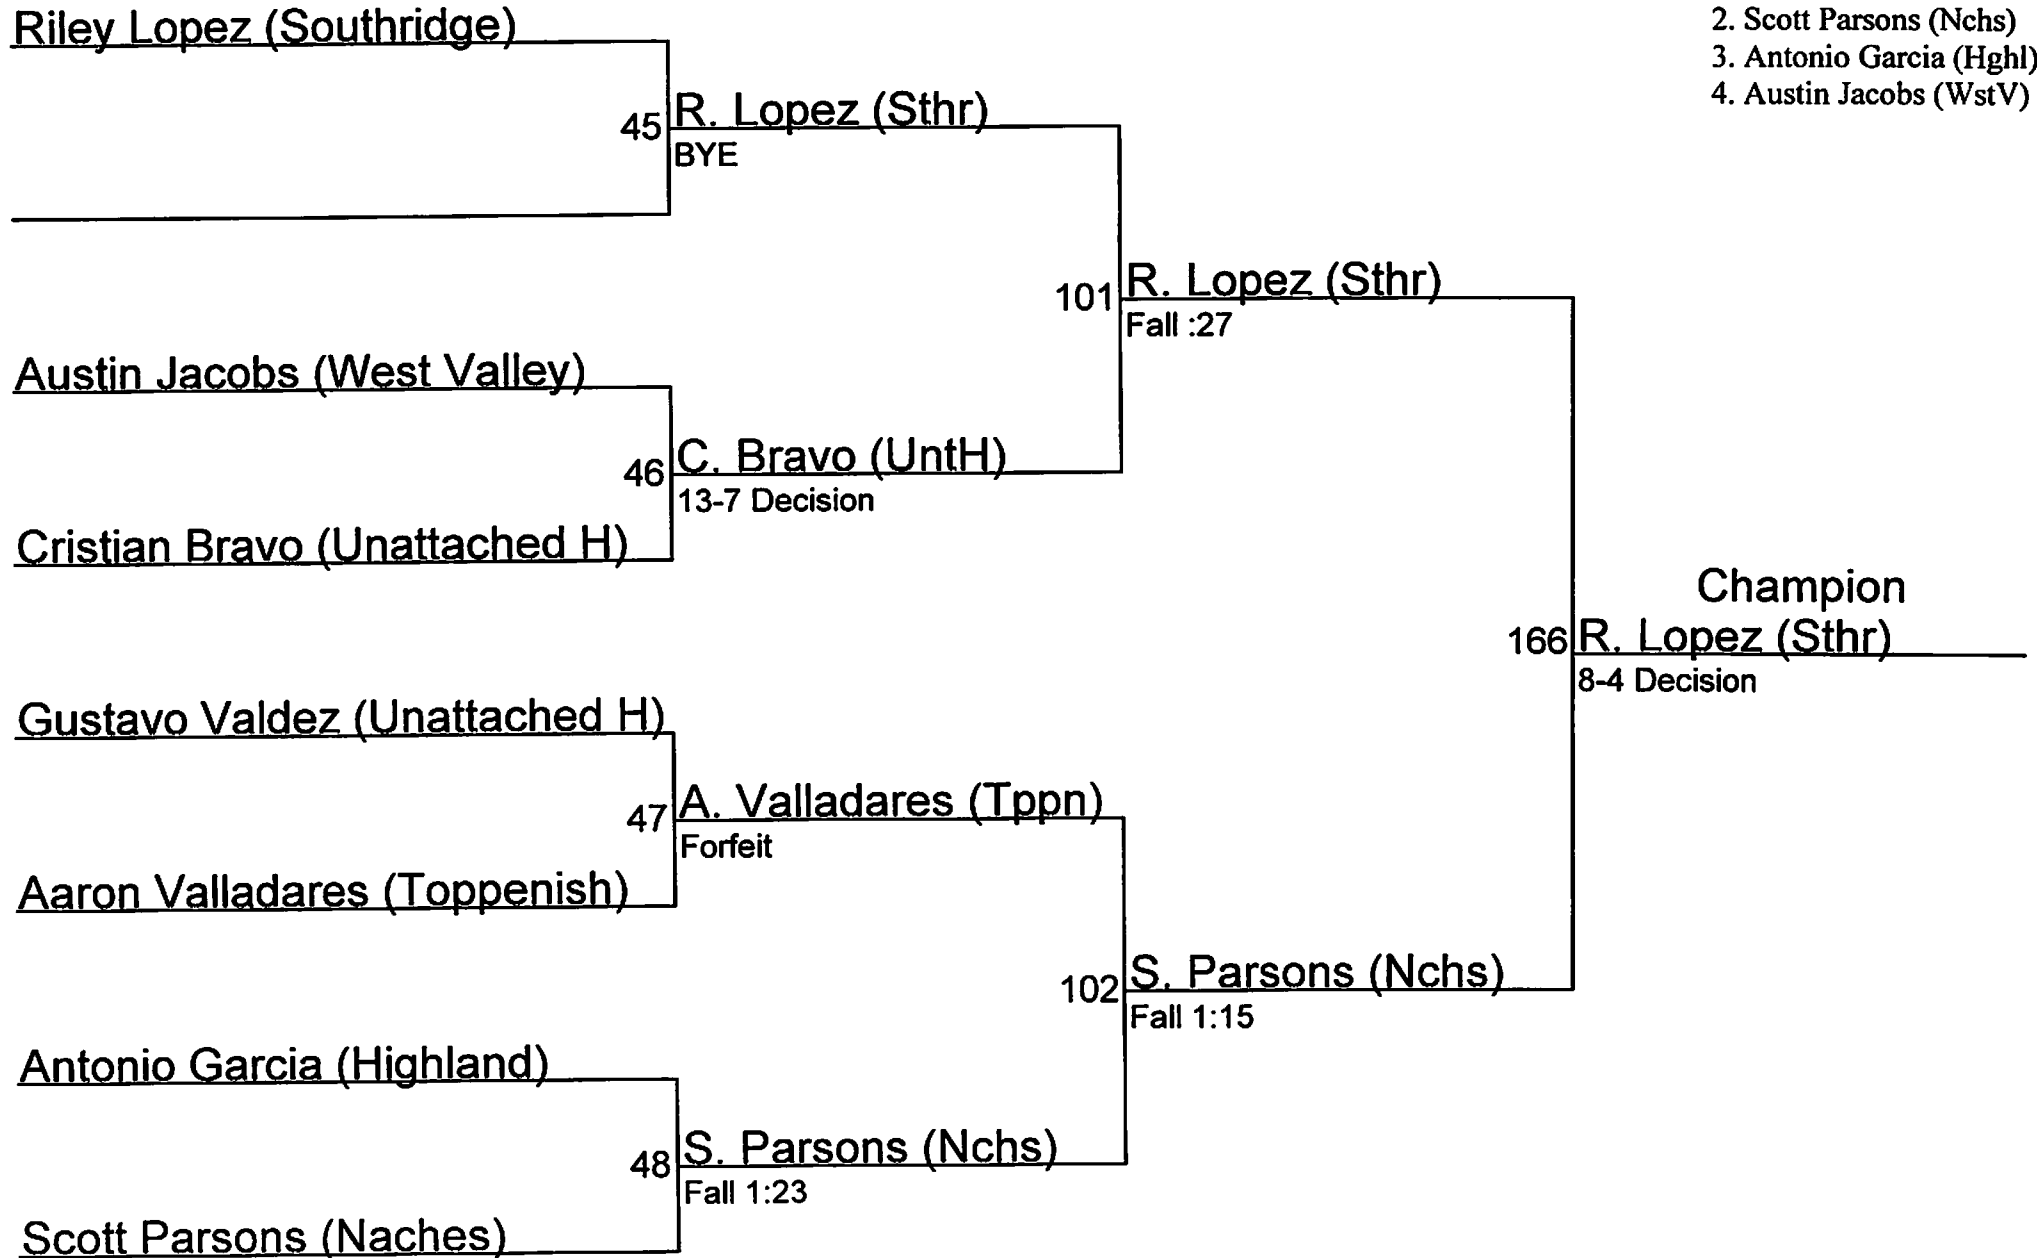 Riley Lopez (Southridge)
2. Scott Parsons (Nchs)
3. Antonio Garcia (Hghl)
4. Austin Jacobs (WstV)
45 R. Lopez (Sthr)
BYE
101 R. Lopez (Sthr)
Fall :27
Austin Jacobs (West Valley)
46 C. Bravo (UntH)
13-7 Decision
Cristian Bravo (Unattached H)
Champion
166 R. Lopez (Sthr)
8-4 Decision
Gustavo Valdez (Unattached H)
47 A. Valladares (Tppn)
Forfeit
Aaron Valladares (Toppenish)
102 S. Parsons (Nchs)
Fall 1:15
Antonio Garcia (Highland)
48 S. Parsons (Nchs)
Fall 1:23
Scott Parsons (Naches)